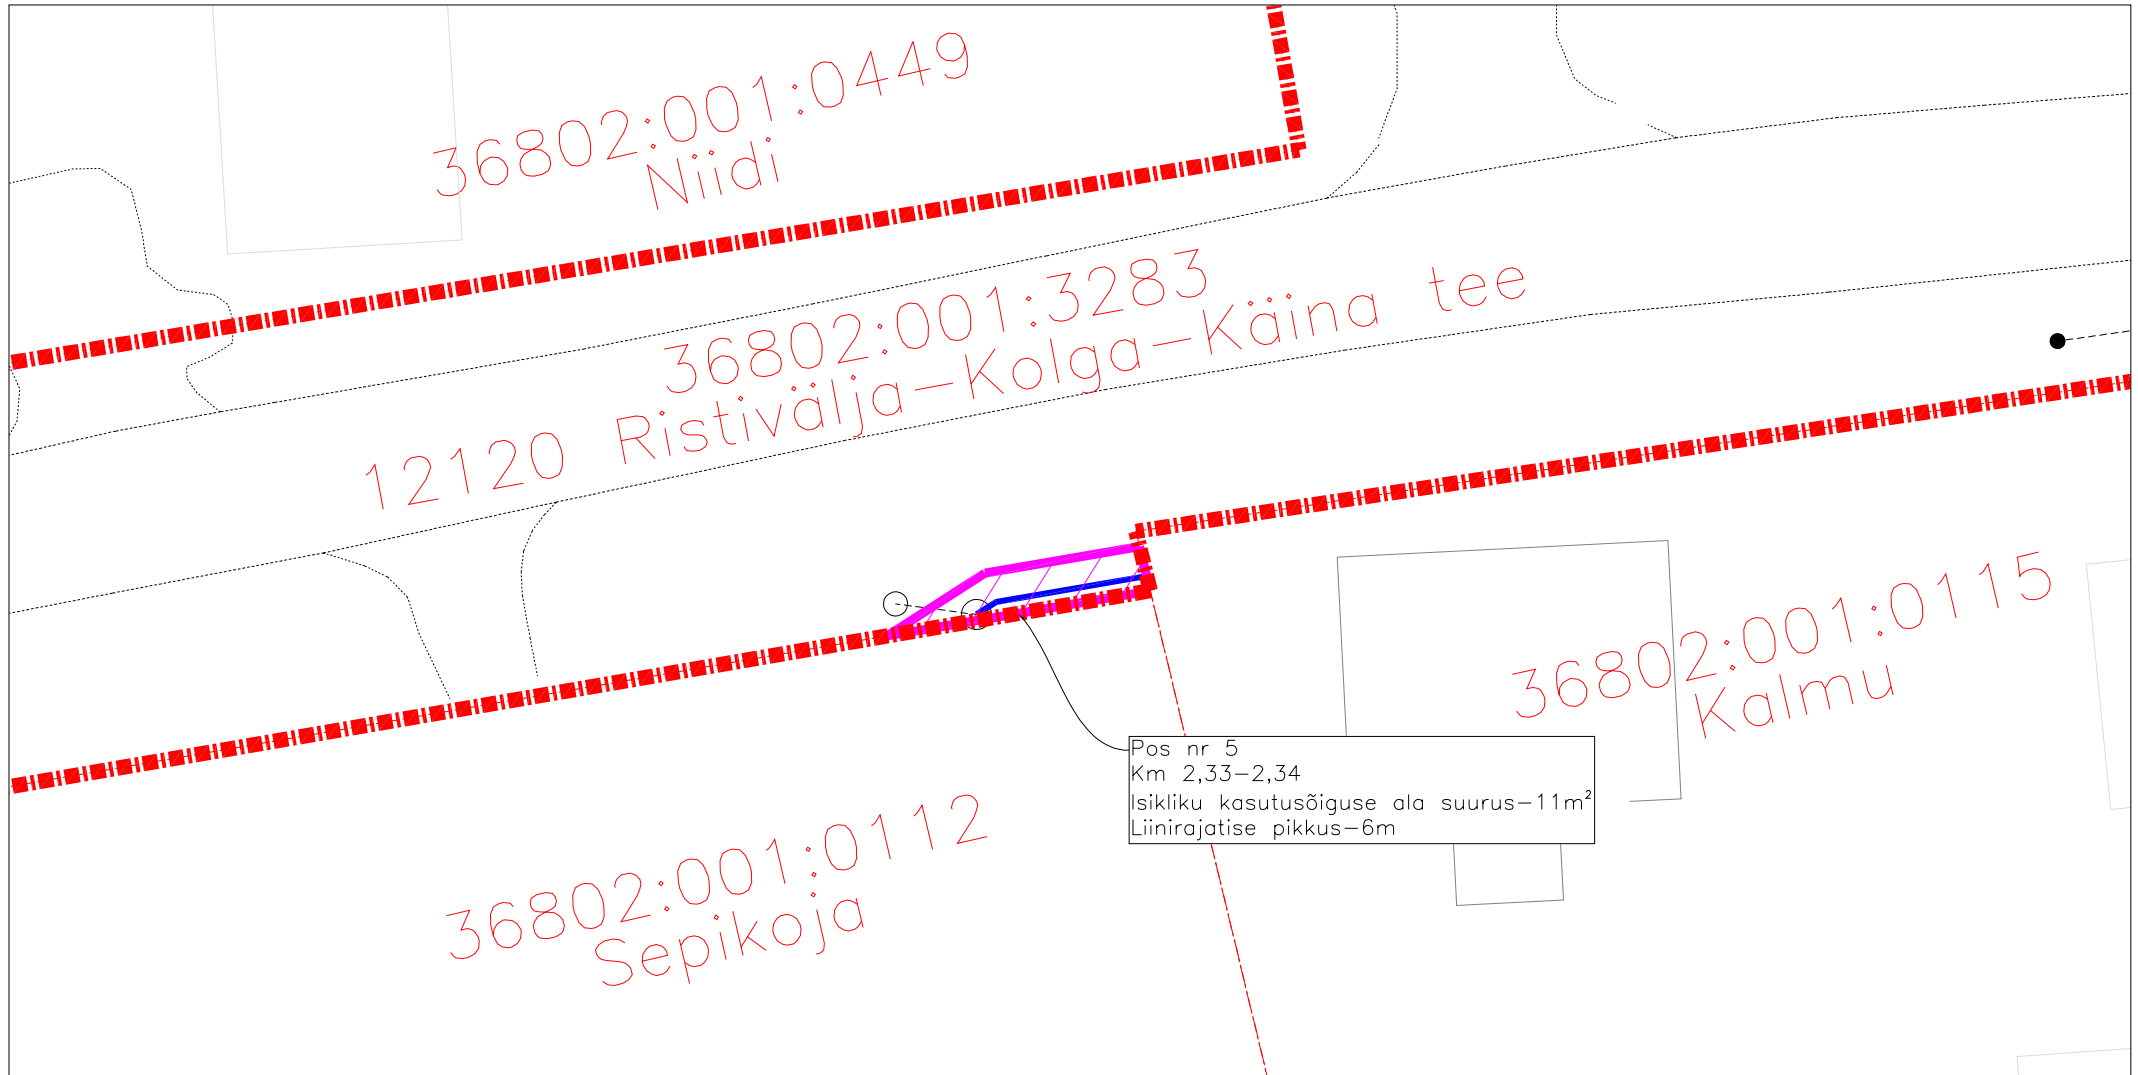 36802:001:0449
Niidi
36802:001:3283
12120 Ristivälja-Kolga-Käina tee
36802:001:0115
Kalmu
Pos nr 5
Km 2,33-2,34
Isikliku kasutusõiguse ala suurus-11m²
Liinirajatise pikkus-6m
36802:001:0112
Sepikoja